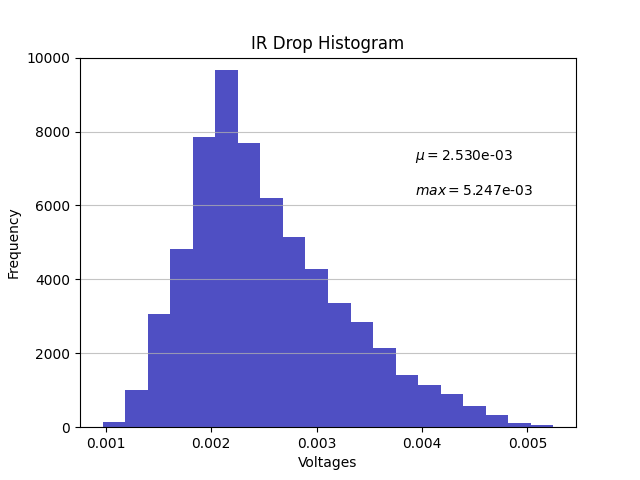 IR Drop Histogram
10000
8000
6000
4000
2000
0
Frequency
μ = 2.530e-03
max = 5.247e-03
0.001 0.002 0.003 0.004 0.005
Voltages